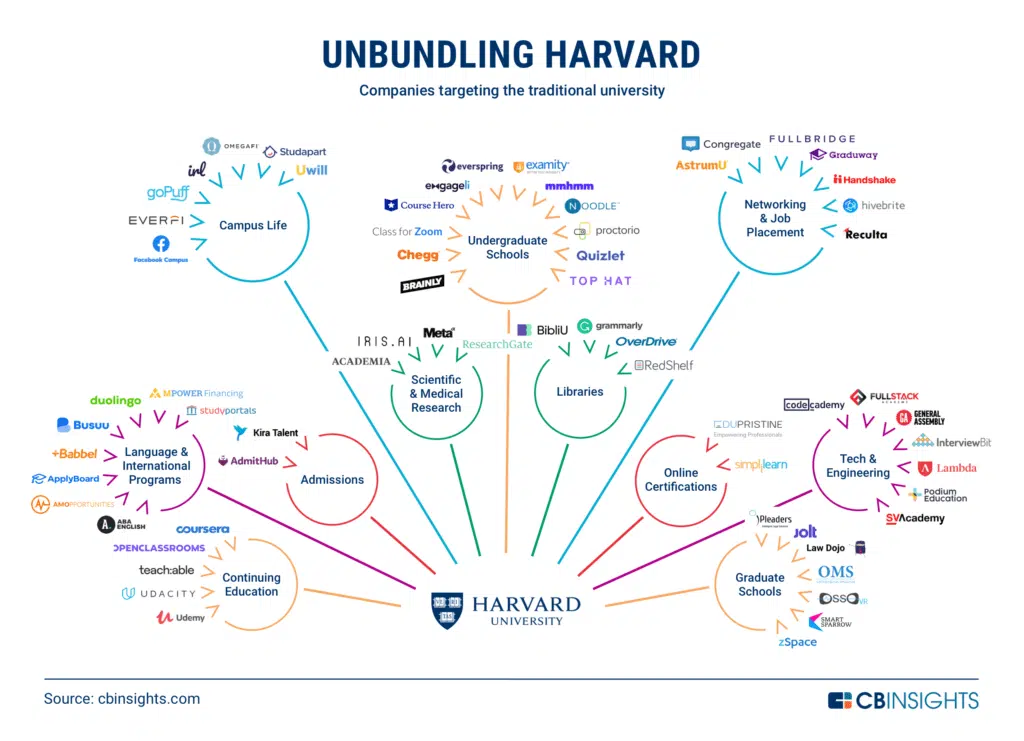 UNBUNDLING HARVARD
Companies targeting the traditional university
OMEGAFI
Studapart
irl
Uwill
goPuff
EVERFI
Facebook Campus
Campus Life
everspring
examity
engageli
mmhmm
Course Hero
NOODLE
Class for Zoom
proctorio
Chegg
Quizlet
BRAINLY
TOP HAT
Undergraduate
Schools
Congregate
FULLBRIDGE
AstrumU
Graduway
Handshake
hivebrite
Reculta
Networking
& Job
Placement
IRIS.AI
Meta
ResearchGate
ACADEMIA
Scientific
& Medical
Research
BibliU
grammarly
OverDrive
RedShelf
Libraries
duolingo
MPOWER Financing
studyportals
Busuu
+Babbel
ApplyBoard
AMOPPORTUNITIES
ABA
ENGLISH
Language &
International
Programs
Kira Talent
AdmitHub
Admissions
EDUPRISTINE
Empowering Professionals
simplilearn
Online
Certifications
codecademy
FULLSTACK
ACADEMY
GA
GENERAL
ASSEMBLY
InterviewBit
Lambda
Podium
Education
SVAcademy
Tech &
Engineering
coursera
OPENCLASSROOMS
teach:able
UDACITY
Udemy
Continuing
Education
iPleaders
jolt
Law Dojo
OMS
OSSOVR
SMART
SPARROW
zSpace
Graduate
Schools
HARVARD
UNIVERSITY
Source: cbinsights.com
CBINSIGHTS